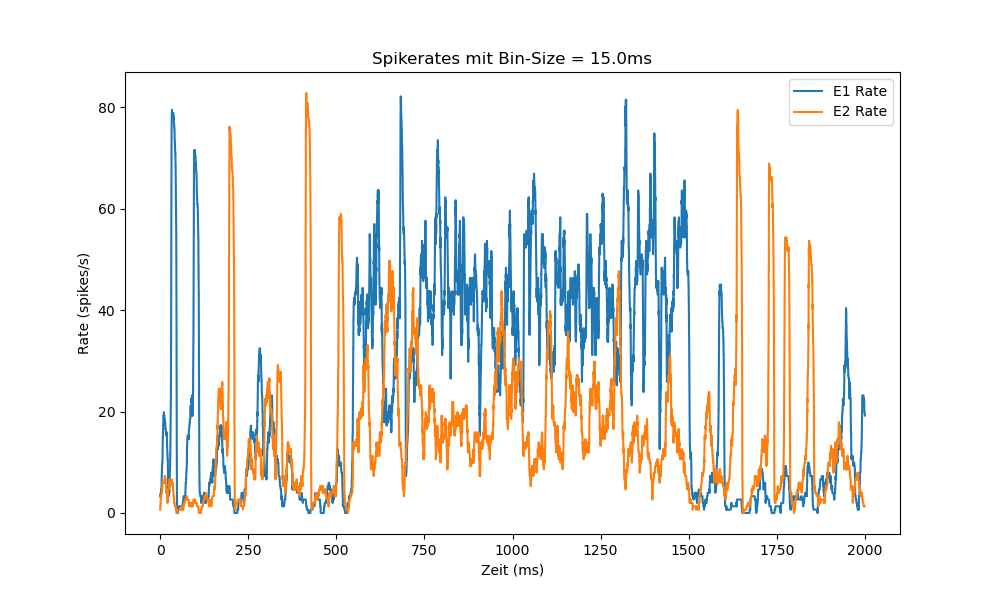 Spikerates mit Bin-Size = 15.0ms
E1 Rate
E2 Rate
80
60
40
20
0
Rate (spikes/s)
0 250 500 750 1000 1250 1500 1750 2000
Zeit (ms)